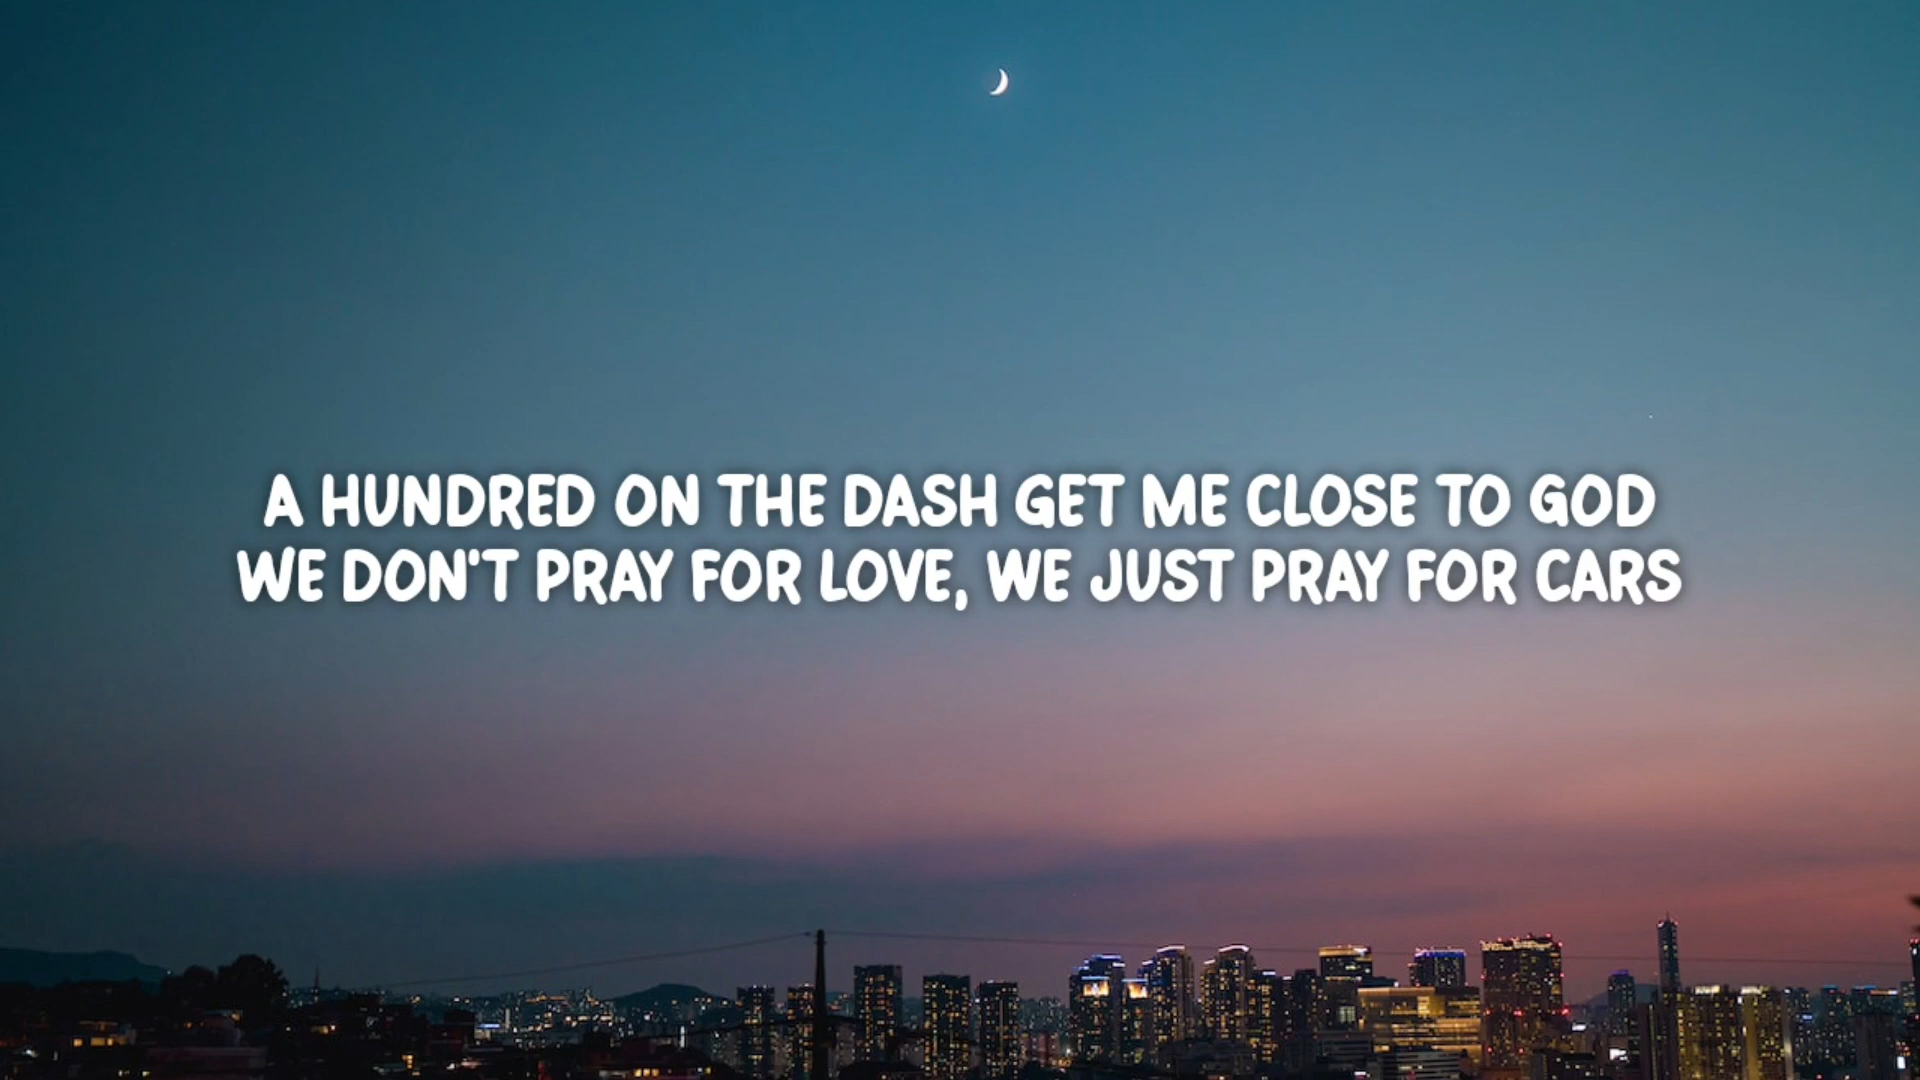 A HUNDRED ON THE DASH GET ME CLOSE TO GOD
WE DON'T PRAY FOR LOVE, WE JUST PRAY FOR CARS